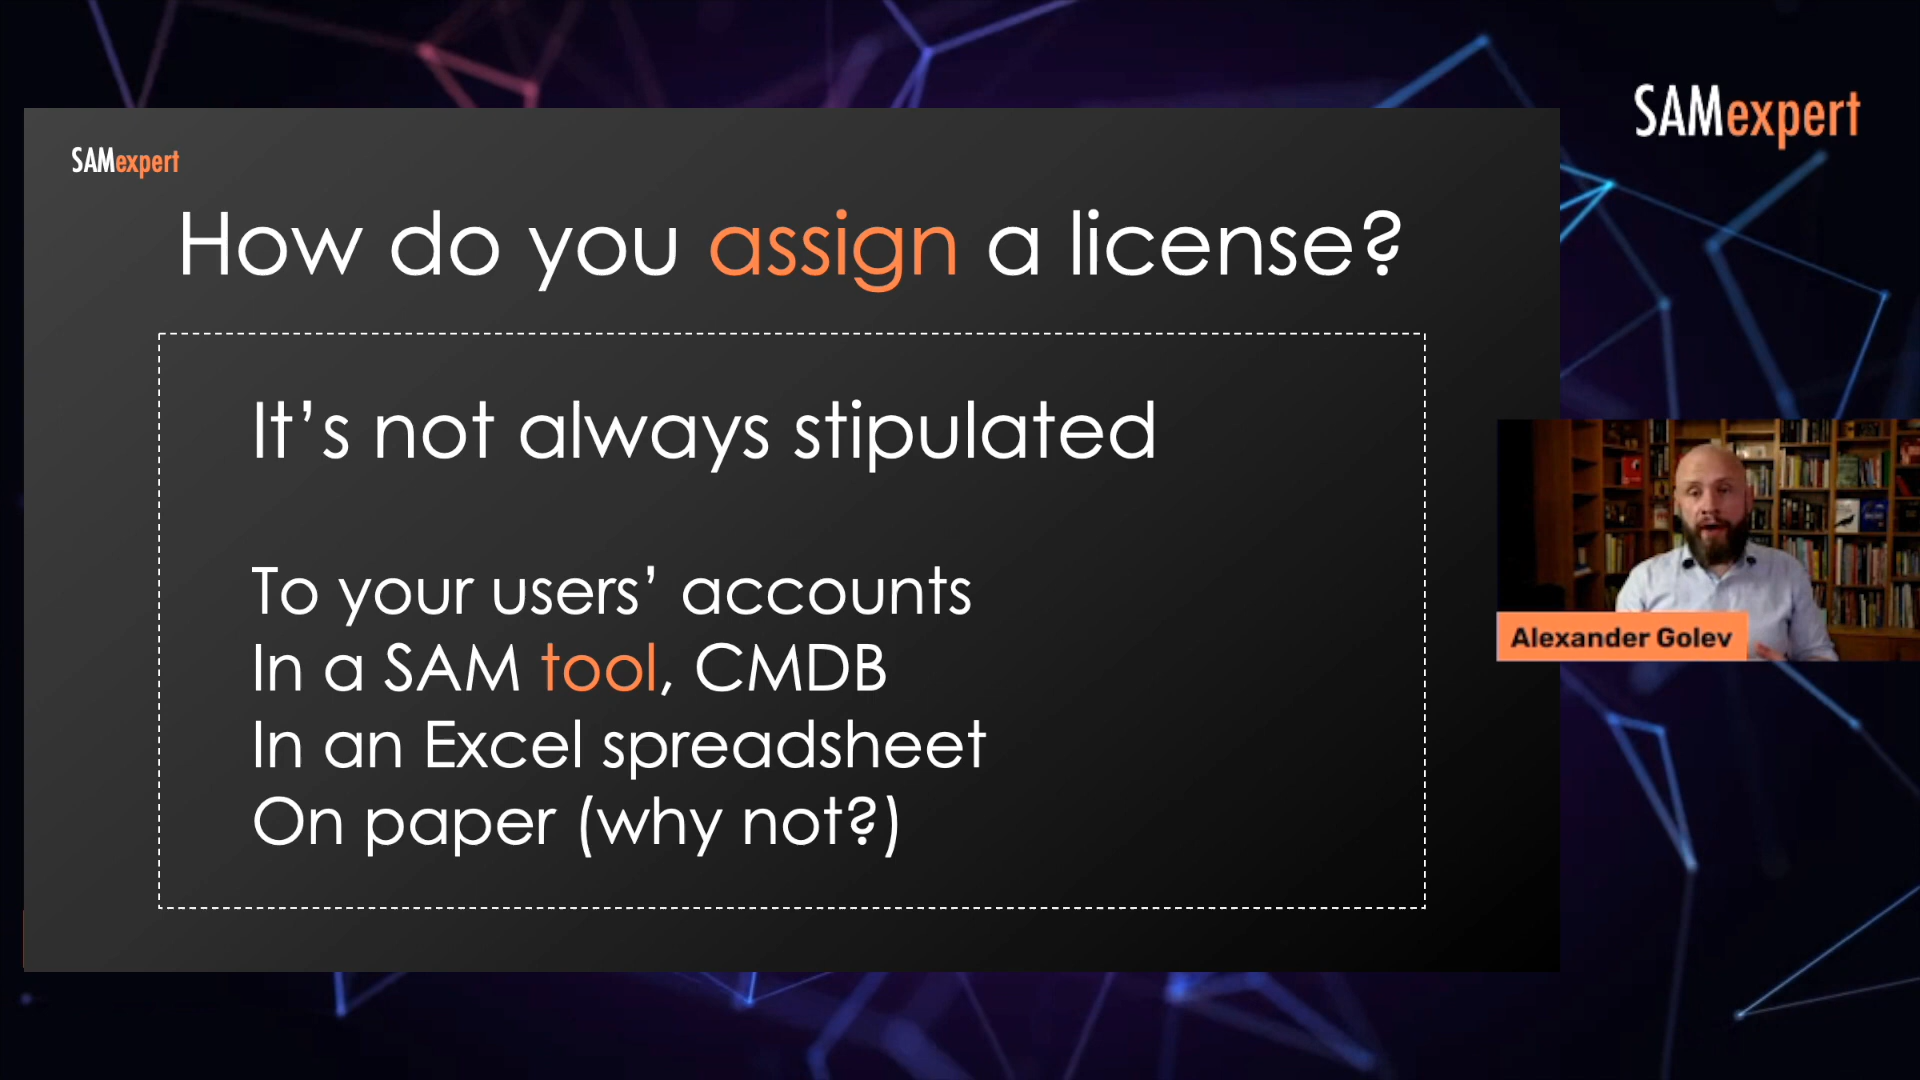 SAMexpert
SAMexpert
How do you assign a license?
It’s not always stipulated
To your users’ accounts
In a SAM tool, CMDB
In an Excel spreadsheet
On paper (why not?)
Alexander Golev